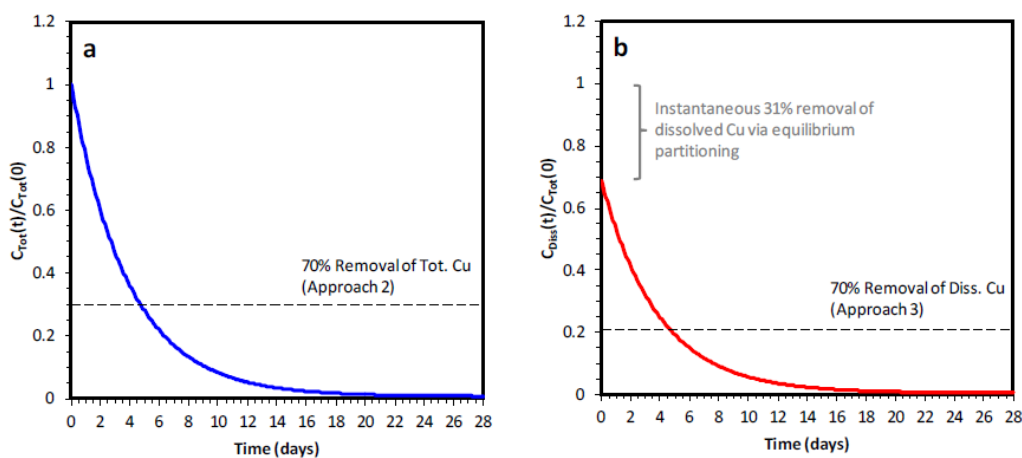 a
1.2
1
0.8
0.6
0.4
0.2
0
C_Tot(t)/C_Tot(0)
70% Removal of Tot. Cu
(Approach 2)
0 2 4 6 8 10 12 14 16 18 20 22 24 26 28
Time (days)
b
1.2
1
0.8
0.6
0.4
0.2
0
C_Diss(t)/C_Tot(0)
Instantaneous 31% removal of
dissolved Cu via equilibrium
partitioning
70% Removal of Diss. Cu
(Approach 3)
0 2 4 6 8 10 12 14 16 18 20 22 24 26 28
Time (days)